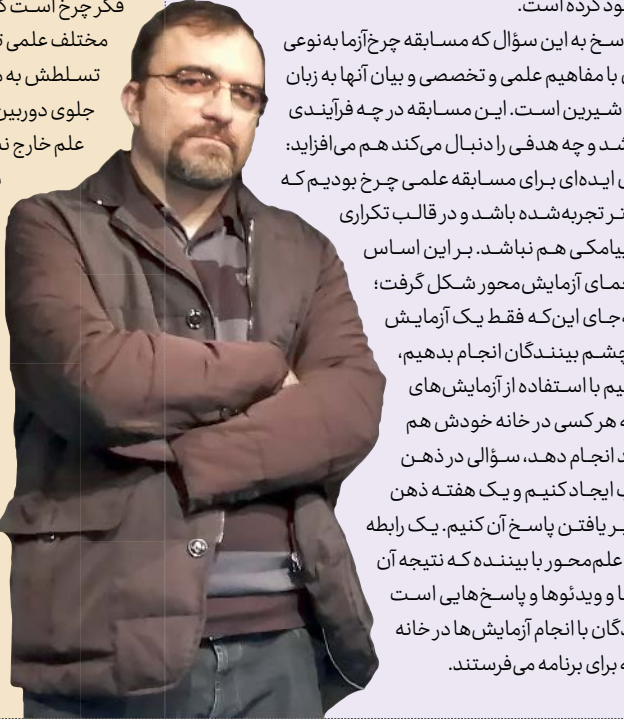 ود کرده است.
سخ به این سؤال که مسابقه چرخ‌آزما به‌نوعی
با مفاهیم علمی و تخصصی و بیان آنها به زبان
شیرین است. این مسابقه در چه فرآیندی
شد و چه هدفی را دنبال می‌کند هم می‌افزاید:
ایده‌ای برای مسابقه علمی چرخ بودیم که
تر تجربه‌شده باشد و در قالب تکراری
پیامکی هم نباشد. بر این اساس
معمای آزمایش‌محور شکل گرفت؛
جای این‌که فقط یک آزمایش
چشم بینندگان انجام بدهیم،
یم با استفاده از آزمایش‌های
هر کسی در خانه خودش هم
د انجام دهد، سؤالی در ذهن
ایجاد کنیم و یک هفته ذهن
یر یافتن پاسخ آن کنیم. یک رابطه
علم‌محور با بیننده که نتیجه آن
ا و ویدئوها و پاسخ‌هایی است
دگان با انجام آزمایش‌ها در خانه
برای برنامه می‌فرستند.
فکر چرخ است
مختلف علمی
تسلطش به
جلوی دوربین
علم خارج